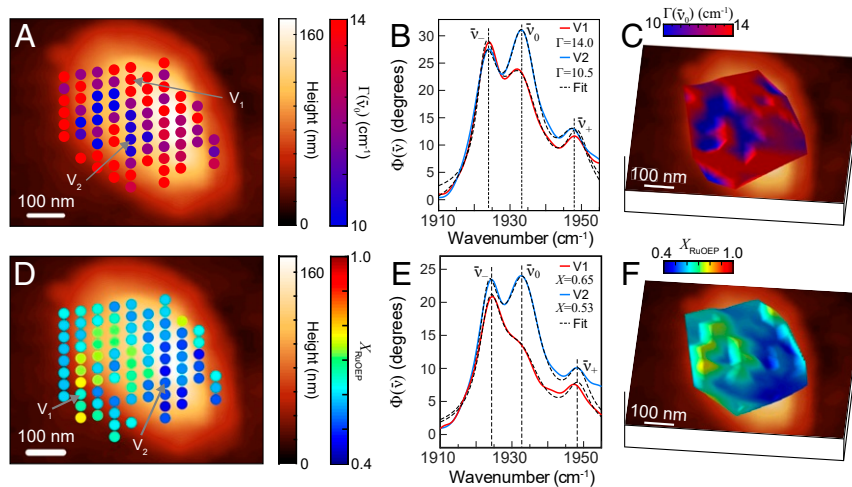 A
V₁
V₂
100 nm
160
0
Height (nm)
14
10
Γ(ν̄₀) (cm⁻¹)
B
30
25
20
15
10
5
0
Φ(ν̄) (degrees)
ν̄₋
ν̄₀
ν̄₊
V1
Γ=14.0
V2
Γ=10.5
Fit
1910
1930
1950
Wavenumber (cm⁻¹)
C
Γ(ν̄₀) (cm⁻¹)
10
14
100 nm
D
V₁
V₂
100 nm
160
0
Height (nm)
1.0
0.4
X_RuOEP
E
25
20
15
10
5
0
Φ(ν̄) (degrees)
ν̄₋
ν̄₀
ν̄₊
V1
X=0.65
V2
X=0.53
Fit
1910
1930
1950
Wavenumber (cm⁻¹)
F
0.4 X_RuOEP 1.0
100 nm